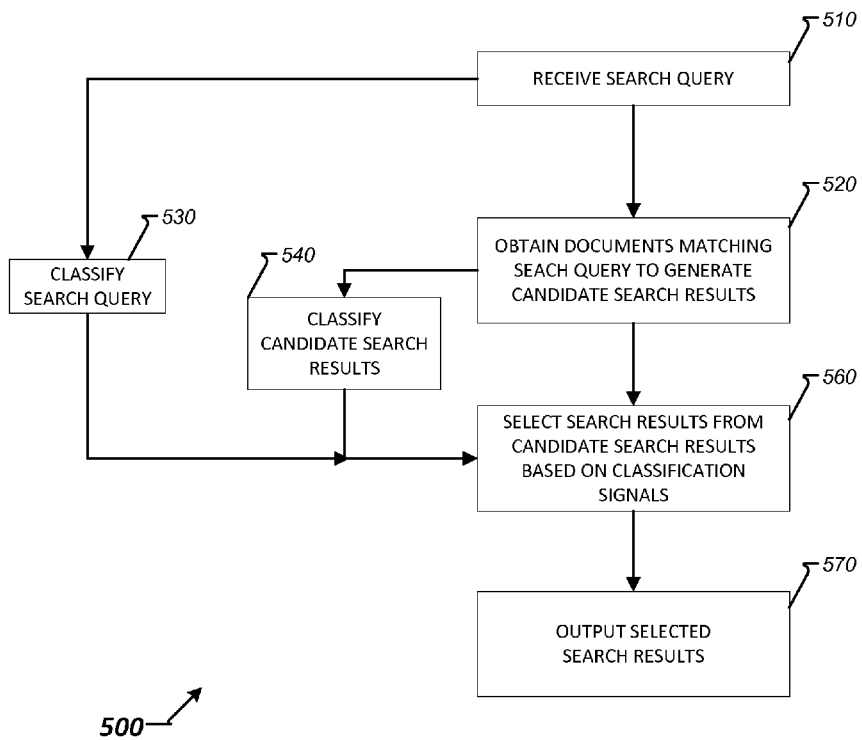 510
RECEIVE SEARCH QUERY
520
530
OBTAIN DOCUMENTS MATCHING
SEACH QUERY TO GENERATE
CANDIDATE SEARCH RESULTS
540
CLASSIFY
SEARCH QUERY
CLASSIFY
CANDIDATE SEARCH
RESULTS
560
SELECT SEARCH RESULTS FROM
CANDIDATE SEARCH RESULTS
BASED ON CLASSIFICATION
SIGNALS
570
OUTPUT SELECTED
SEARCH RESULTS
500